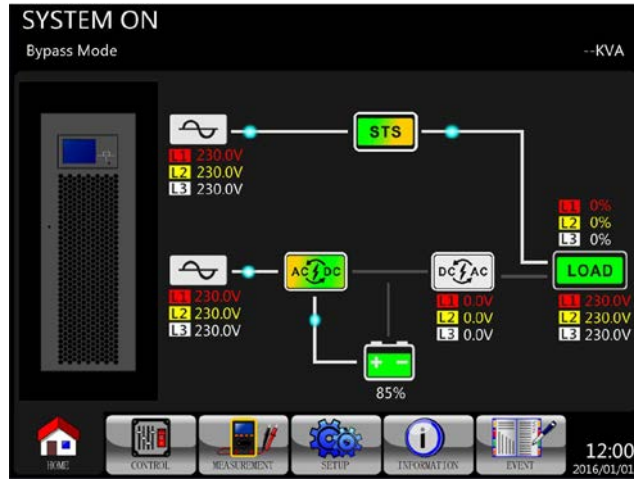 SYSTEM ON
Bypass Mode
--KVA
STS
L1 230.0V
L2 230.0V
L3 230.0V
L1 0%
L2 0%
L3 0%
AC DC
DC AC
LOAD
L1 230.0V
L2 230.0V
L3 230.0V
L1 0.0V
L2 0.0V
L3 0.0V
L1 230.0V
L2 230.0V
L3 230.0V
+ -
85%
HOME
CONTROL
MEASUREMENT
SETUP
INFORMATION
EVENT
12:00
2016/01/01